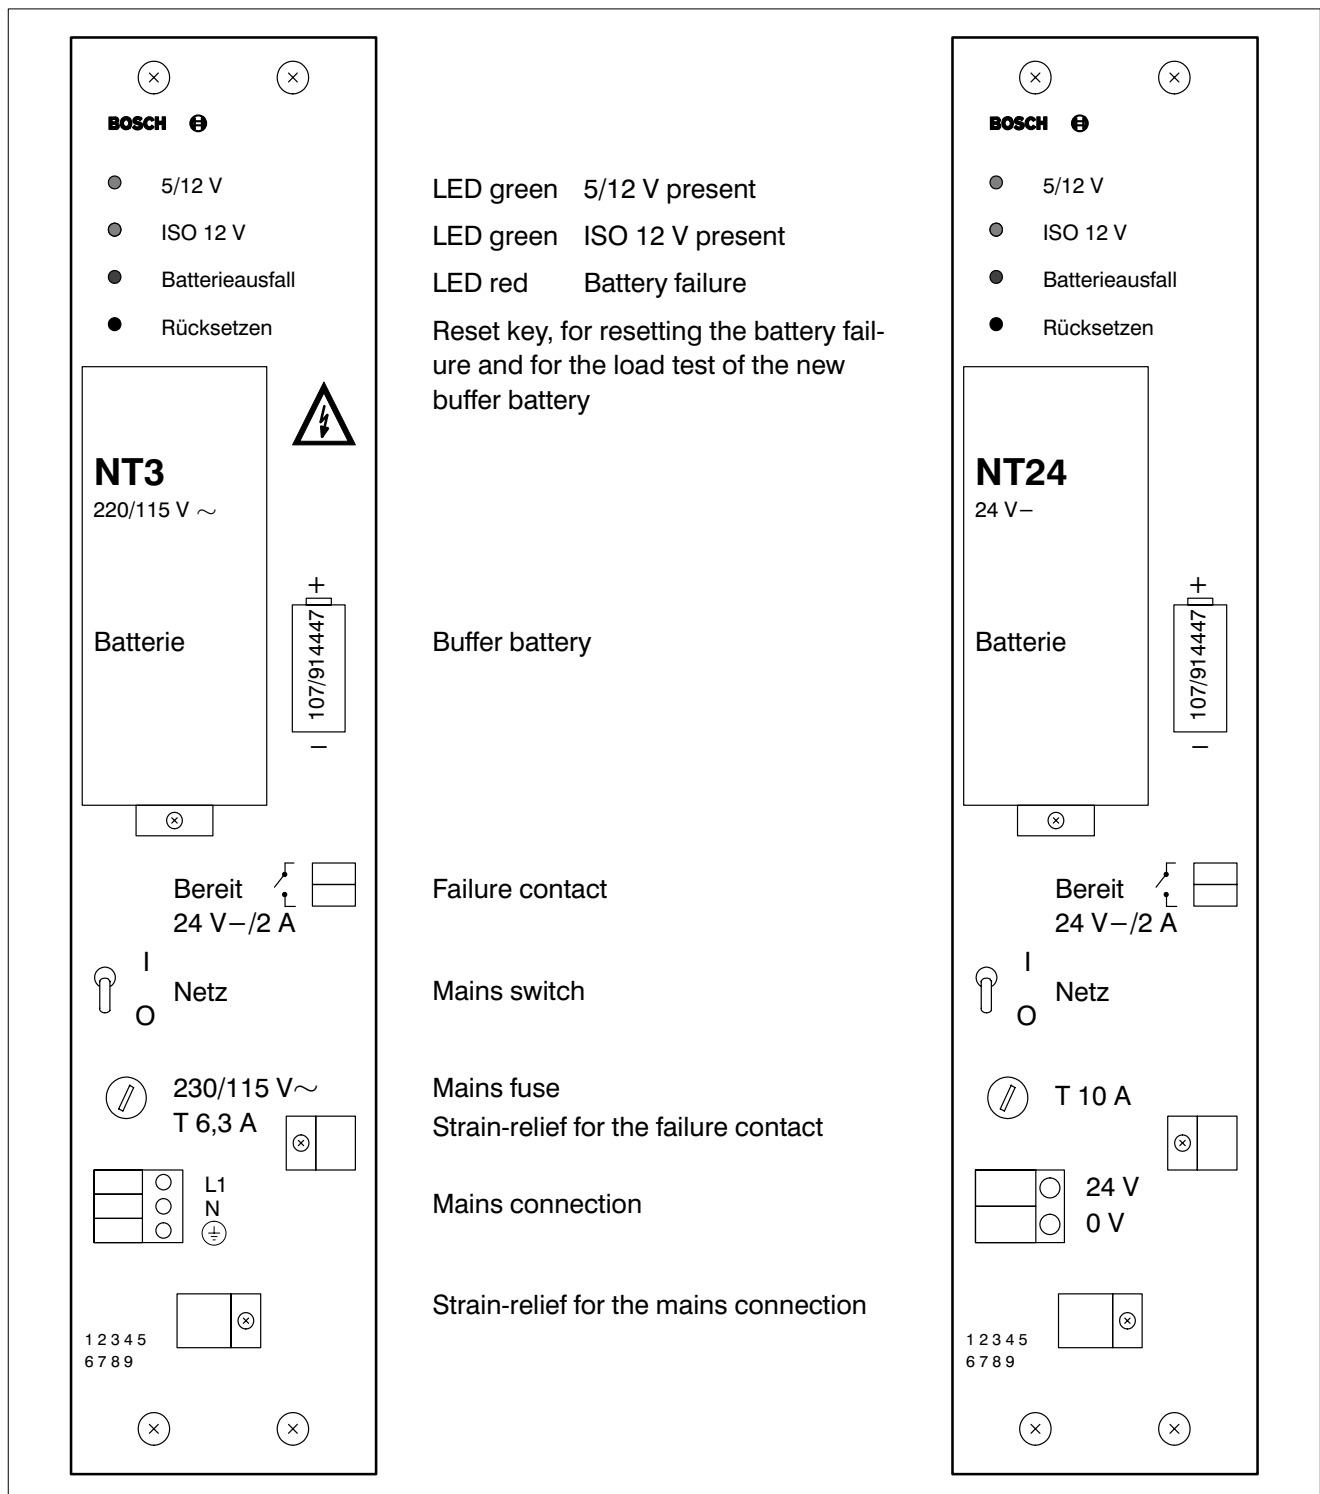 BOSCH
5/12 V
ISO 12 V
Batterieausfall
Rücksetzen
NT3
220/115 V ∼
Batterie
+
107/914447
−
Bereit
24 V−/2 A
I
Netz
O
230/115 V∼
T 6,3 A
L1
N
1 2 3 4 5
6 7 8 9
LED green 5/12 V present
LED green ISO 12 V present
LED red Battery failure
Reset key, for resetting the battery fail-
ure and for the load test of the new
buffer battery
Buffer battery
Failure contact
Mains switch
Mains fuse
Strain-relief for the failure contact
Mains connection
Strain-relief for the mains connection
BOSCH
5/12 V
ISO 12 V
Batterieausfall
Rücksetzen
NT24
24 V−
Batterie
+
107/914447
−
Bereit
24 V−/2 A
I
Netz
O
T 10 A
24 V
0 V
1 2 3 4 5
6 7 8 9